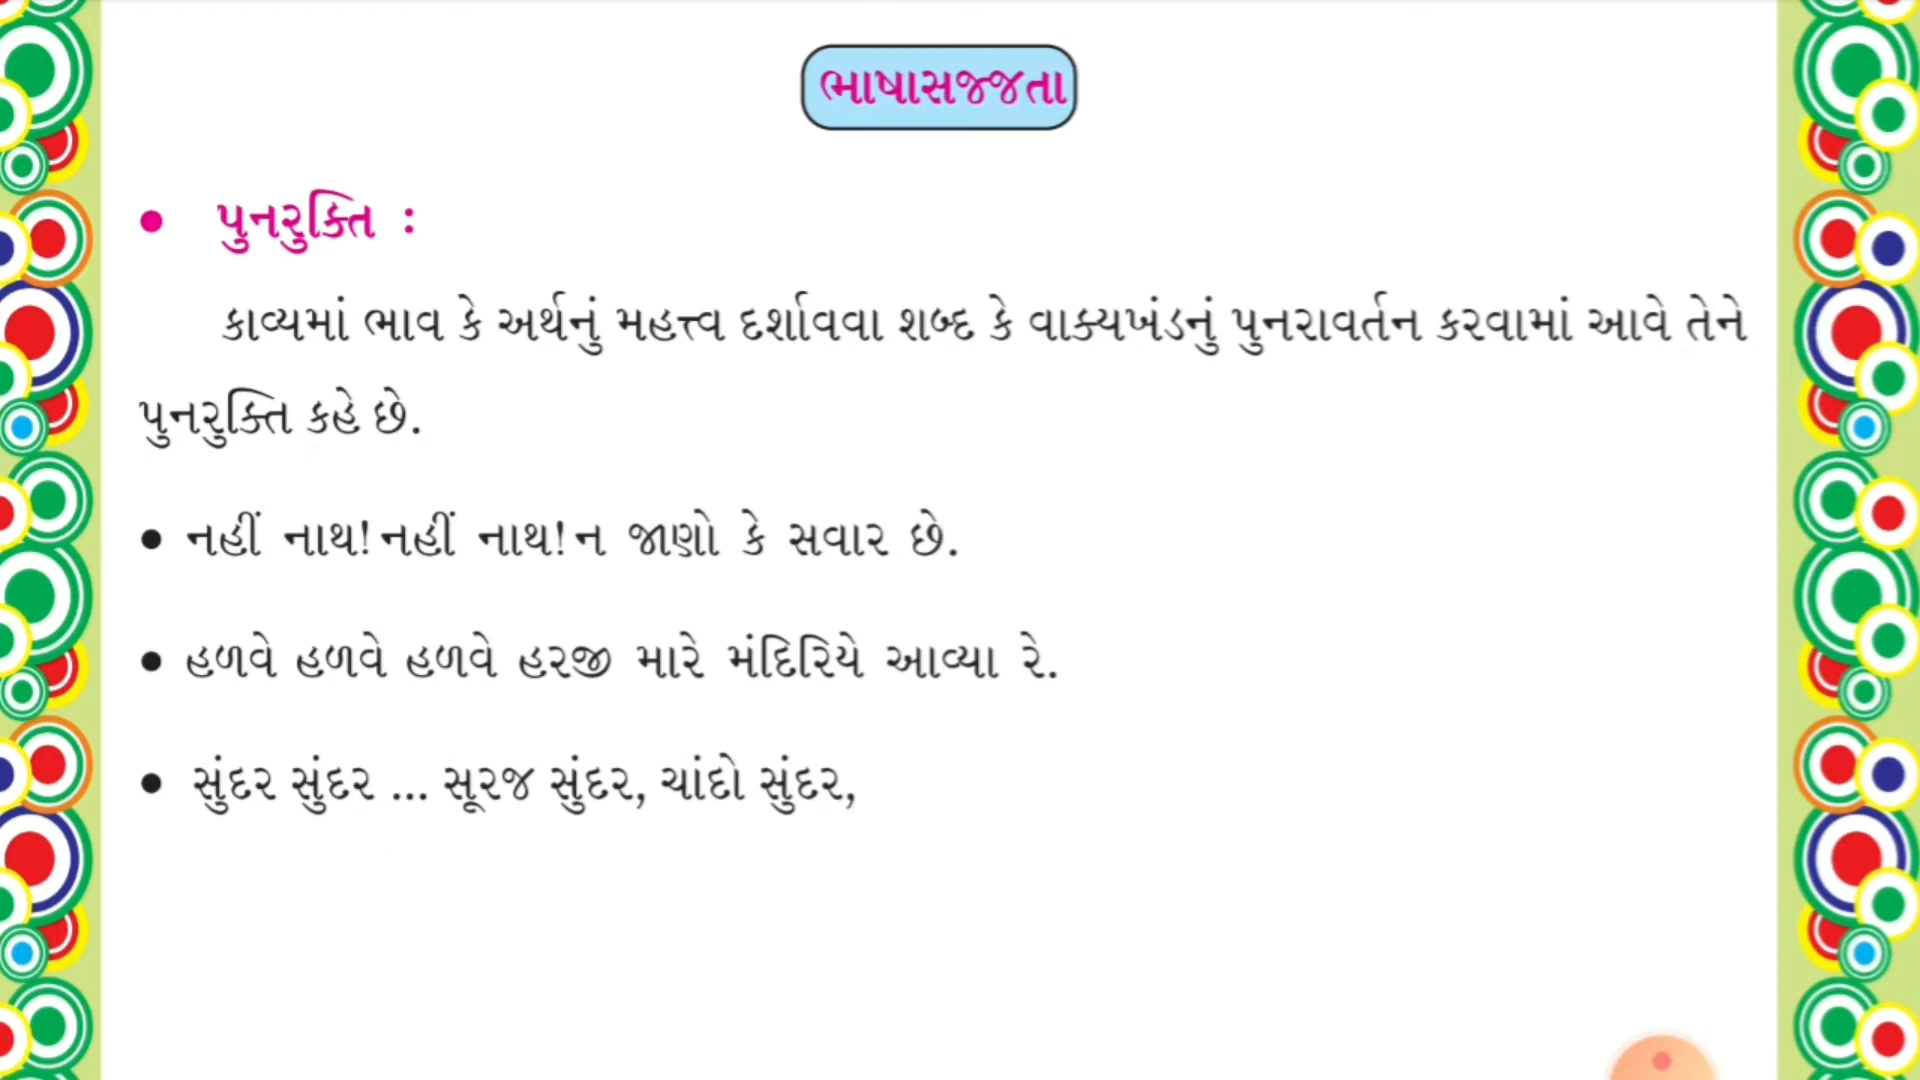 ભાષાસજ્જતા
• પુનરુક્તિ :
કાવ્યમાં ભાવ કે અર્થનું મહત્ત્વ દર્શાવવા શબ્દ કે વાક્યખંડનું પુનરાવર્તન કરવામાં આવે તેને
પુનરુક્તિ કહે છે.
• નહીં નાથ! નહીં નાથ! ન જાણો કે સવાર છે.
• હળવે હળવે હળવે હરજી મારે મંદિરિયે આવ્યા રે.
• સુંદર સુંદર ... સૂરજ સુંદર, ચાંદો સુંદર,